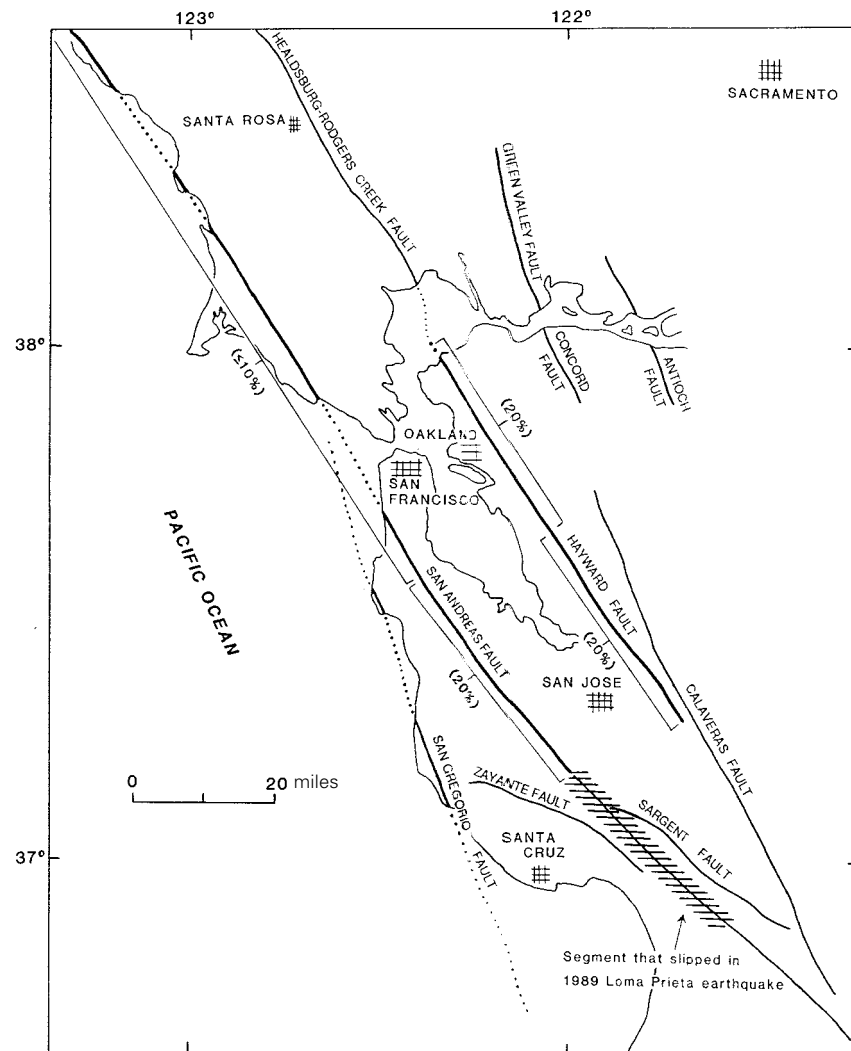 123°
122°
HEALDSBURG-RODGERS CREEK FAULT
SACRAMENTO
SANTA ROSA
GREEN VALLEY FAULT
38°
(≤10%)
CONCORD
FAULT
ANTIOCH
FAULT
(20%)
OAKLAND
SAN
FRANCISCO
PACIFIC OCEAN
HAYWARD FAULT
SAN ANDREAS FAULT
(20%)
(20%)
SAN JOSE
CALAVERAS FAULT
SAN GREGORIO FAULT
0 20 miles
ZAYANTE FAULT
SARGENT FAULT
SANTA
CRUZ
37°
Segment that slipped in
1989 Loma Prieta earthquake